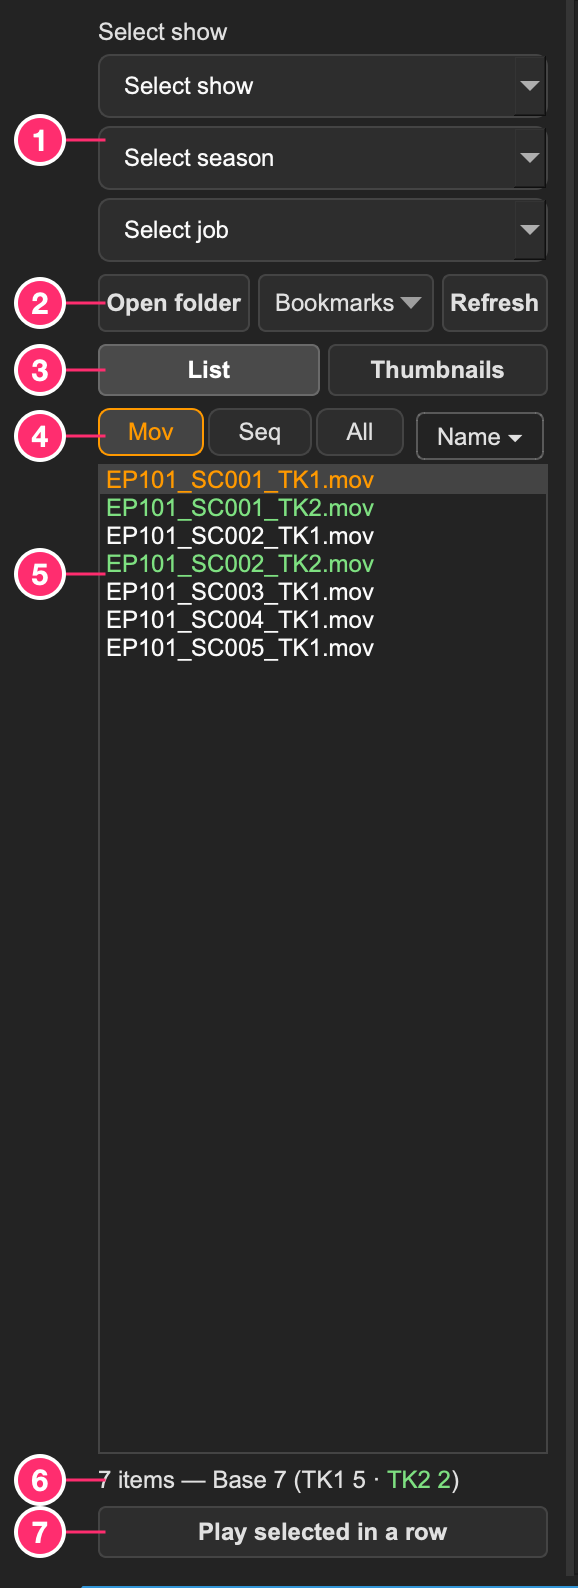 Select show
Select show
1
Select season
Select job
2 Open folder Bookmarks Refresh
3 List Thumbnails
4 Mov Seq All Name
EP101_SC001_TK1.mov
EP101_SC001_TK2.mov
EP101_SC002_TK1.mov
EP101_SC002_TK2.mov
5
EP101_SC003_TK1.mov
EP101_SC004_TK1.mov
EP101_SC005_TK1.mov
6 7 items — Base 7 (TK1 5 · TK2 2)
7 Play selected in a row